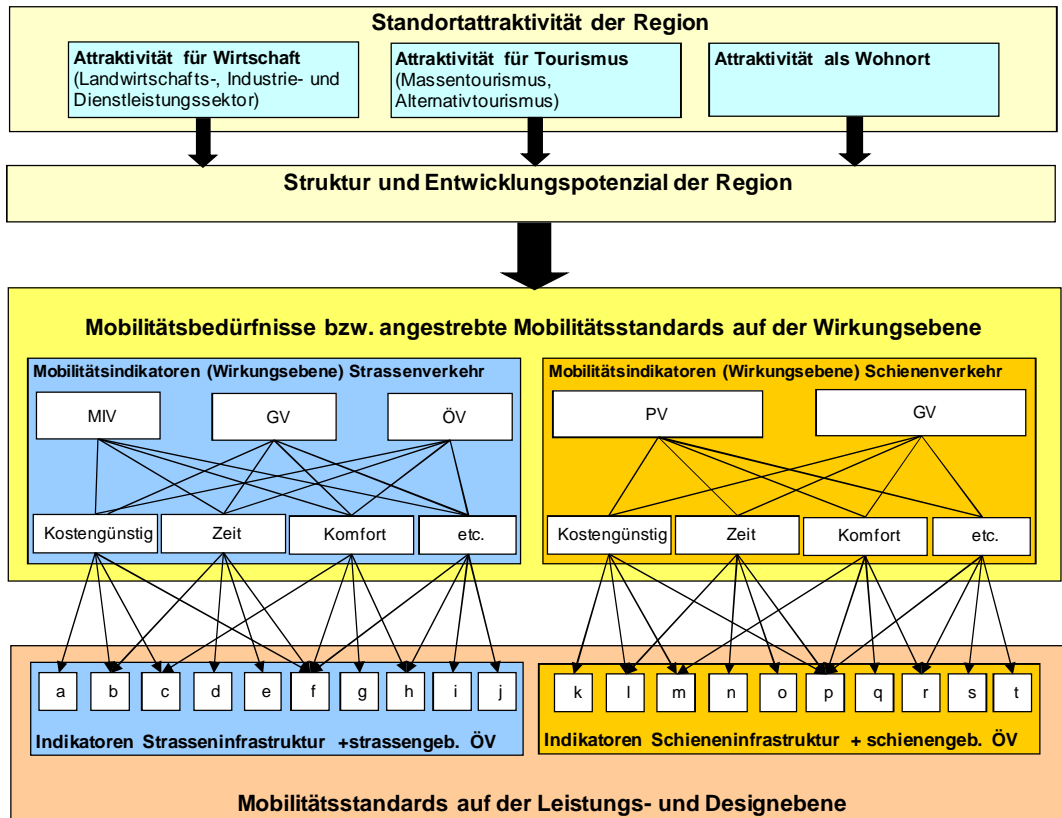 Standortattraktivität der Region
Attraktivität für Wirtschaft
(Landwirtschafts-, Industrie- und
Dienstleistungssektor)
Attraktivität für Tourismus
(Massentourismus,
Alternativtourismus)
Attraktivität als Wohnort
Struktur und Entwicklungspotenzial der Region
Mobilitätsbedürfnisse bzw. angestrebte Mobilitätsstandards auf der Wirkungsebene
Mobilitätsindikatoren (Wirkungsebene) Strassenverkehr
MIV
GV
ÖV
Kostengünstig
Zeit
Komfort
etc.
Mobilitätsindikatoren (Wirkungsebene) Schienenverkehr
PV
GV
Kostengünstig
Zeit
Komfort
etc.
a
b
c
d
e
f
g
h
i
j
Indikatoren Strasseninfrastruktur +strassengeb. ÖV
k
l
m
n
o
p
q
r
s
t
Indikatoren Schieneninfrastruktur + schienengeb. ÖV
Mobilitätsstandards auf der Leistungs- und Designebene